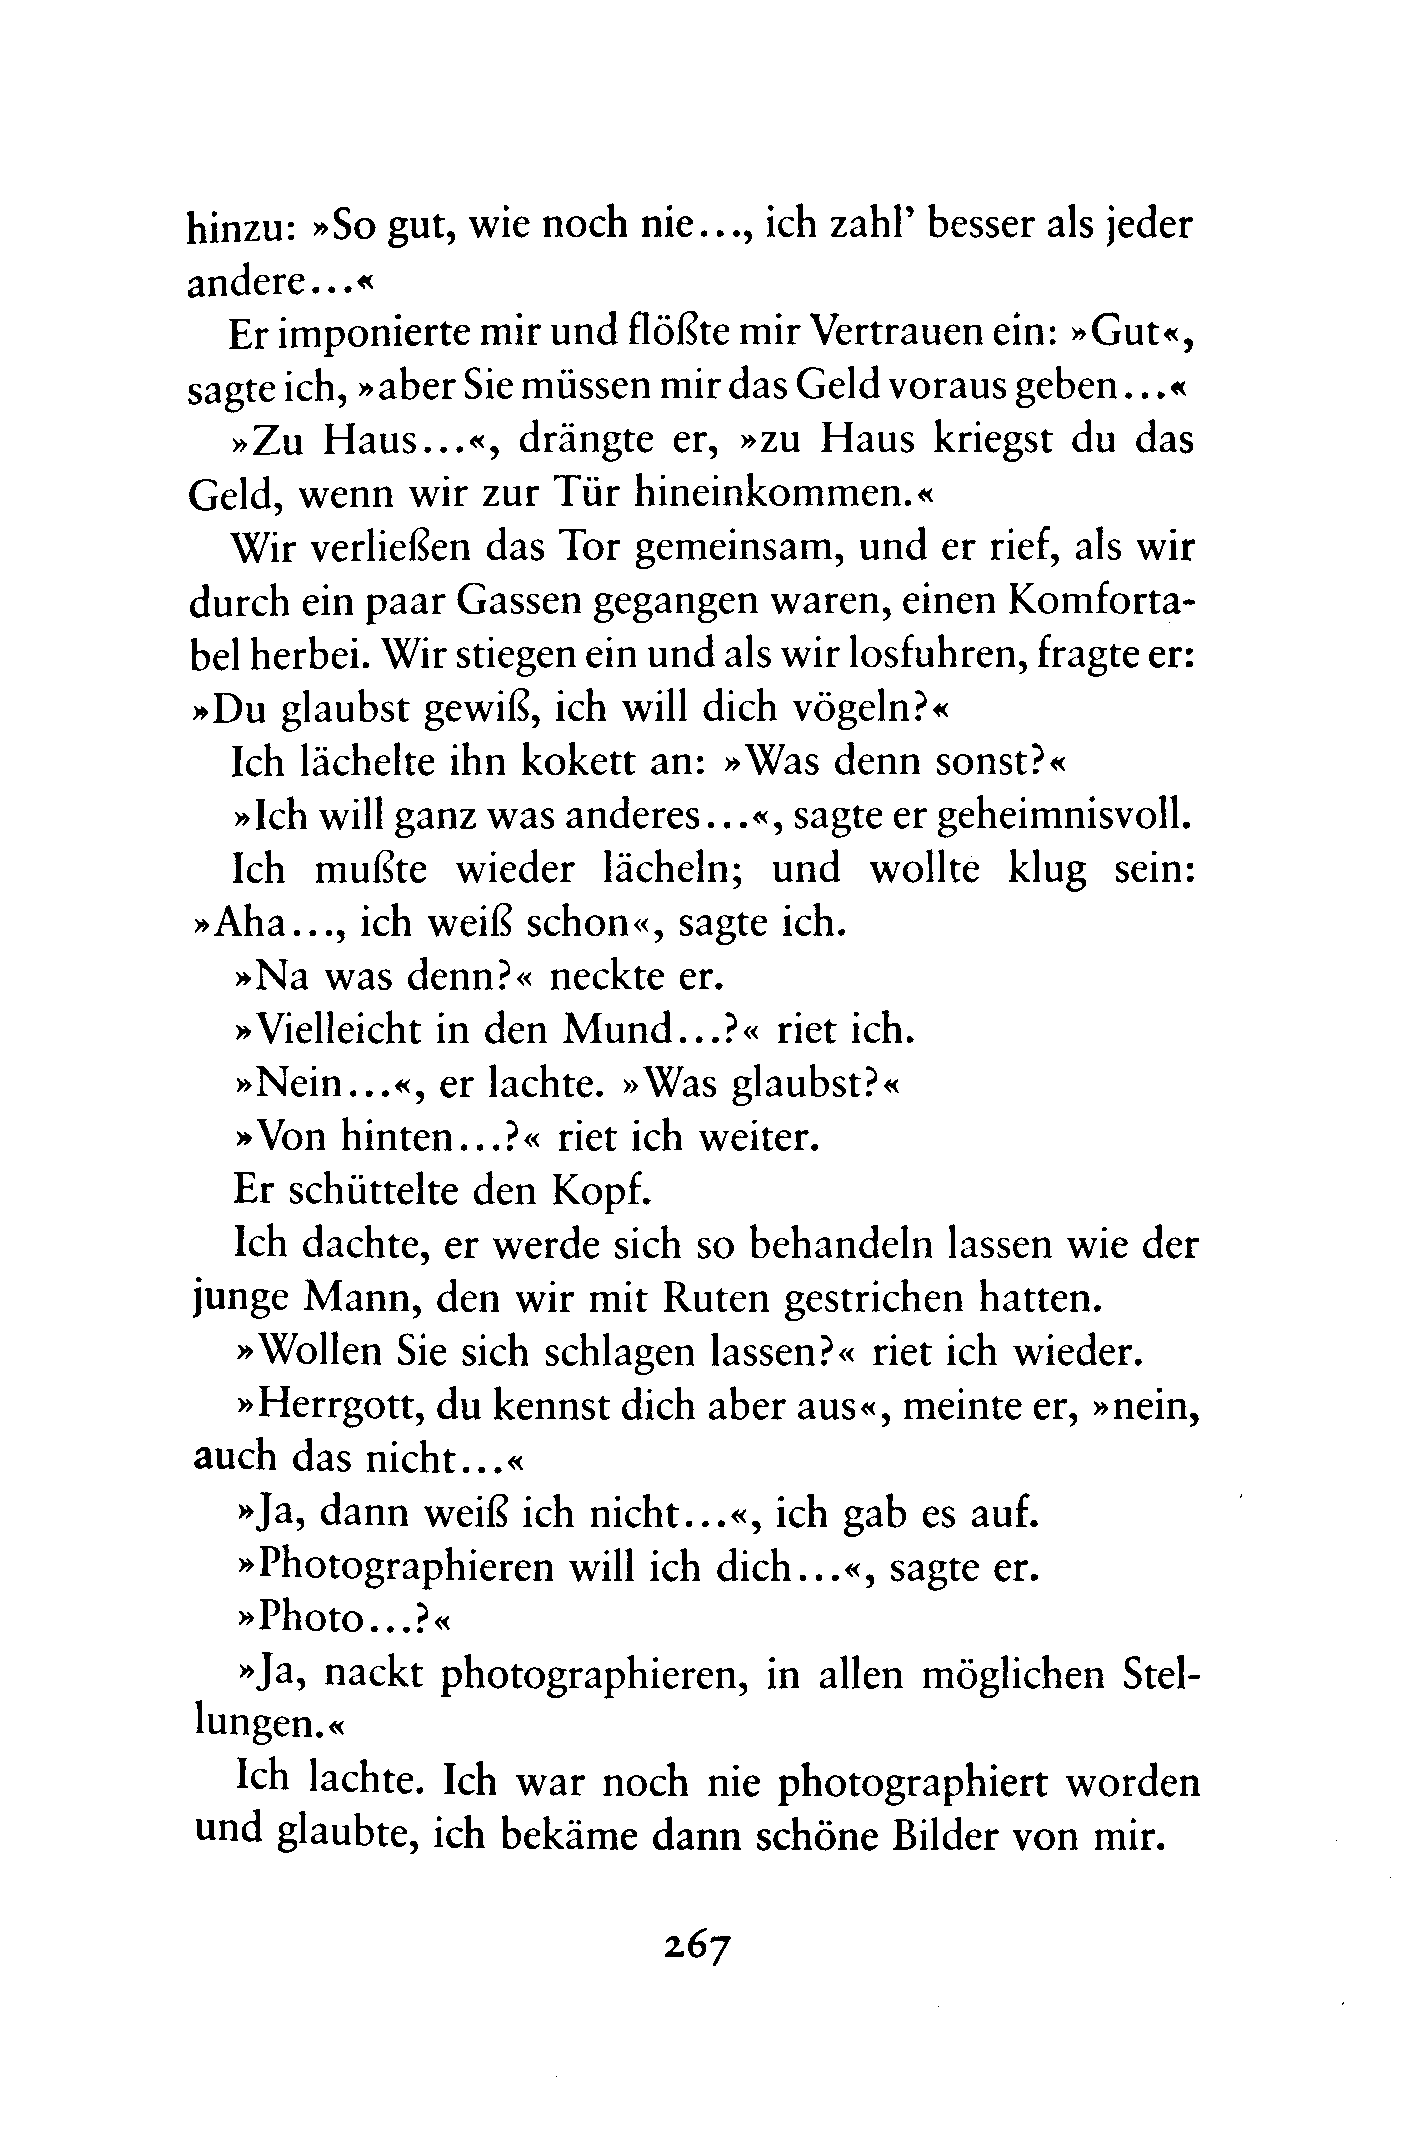 hinzu: »So gut, wie noch nie..., ich zahl’ besser als jeder
andere...«
Er imponierte mir und flößte mir Vertrauen ein: »Gut«,
sagte ich, »aber Sie müssen mir das Geld voraus geben...«
»Zu Haus...«, drängte er, »zu Haus kriegst du das
Geld, wenn wir zur Tür hineinkommen.«
Wir verließen das Tor gemeinsam, und er rief, als wir
durch ein paar Gassen gegangen waren, einen Komforta-
bel herbei. Wir stiegen ein und als wir losfuhren, fragte er:
»Du glaubst gewiß, ich will dich vögeln?«
Ich lächelte ihn kokett an: »Was denn sonst?«
»Ich will ganz was anderes...«, sagte er geheimnisvoll.
Ich mußte wieder lächeln; und wollte klug sein:
»Aha..., ich weiß schon«, sagte ich.
»Na was denn?« neckte er.
»Vielleicht in den Mund...?« riet ich.
»Nein...«, er lachte. »Was glaubst?«
»Von hinten...?« riet ich weiter.
Er schüttelte den Kopf.
Ich dachte, er werde sich so behandeln lassen wie der
junge Mann, den wir mit Ruten gestrichen hatten.
»Wollen Sie sich schlagen lassen?« riet ich wieder.
»Herrgott, du kennst dich aber aus«, meinte er, »nein,
auch das nicht...«
»Ja, dann weiß ich nicht...«, ich gab es auf.
»Photographieren will ich dich...«, sagte er.
»Photo...?«
»Ja, nackt photographieren, in allen möglichen Stel-
lungen.«
Ich lachte. Ich war noch nie photographiert worden
und glaubte, ich bekäme dann schöne Bilder von mir.
267